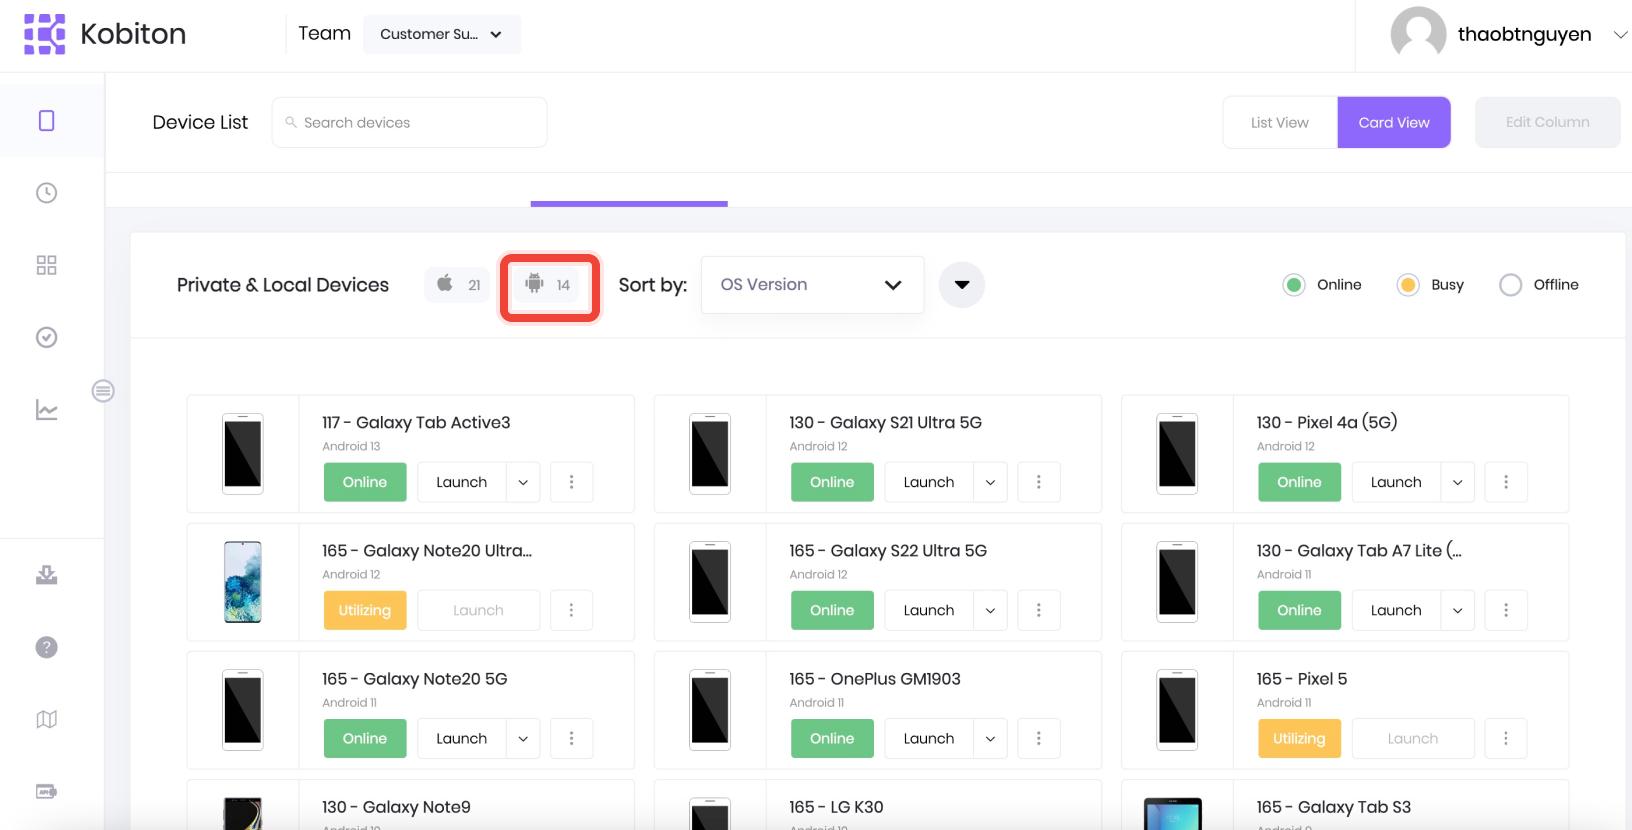 Kobiton
Team
Customer Su...
thaobtnguyen
Device List
Search devices
List View
Card View
Edit Column
Private & Local Devices
21
14
Sort by:
OS Version
Online
Busy
Offline
117 - Galaxy Tab Active3
Android 13
Online
Launch
130 - Galaxy S21 Ultra 5G
Android 12
Online
Launch
130 - Pixel 4a (5G)
Android 12
Online
Launch
165 - Galaxy Note20 Ultra...
Android 12
Utilizing
Launch
165 - Galaxy S22 Ultra 5G
Android 12
Online
Launch
130 - Galaxy Tab A7 Lite (...
Android 11
Online
Launch
165 - Galaxy Note20 5G
Android 11
Online
Launch
165 - OnePlus GM1903
Android 11
Online
Launch
165 - Pixel 5
Android 11
Utilizing
Launch
130 - Galaxy Note9
165 - LG K30
165 - Galaxy Tab S3